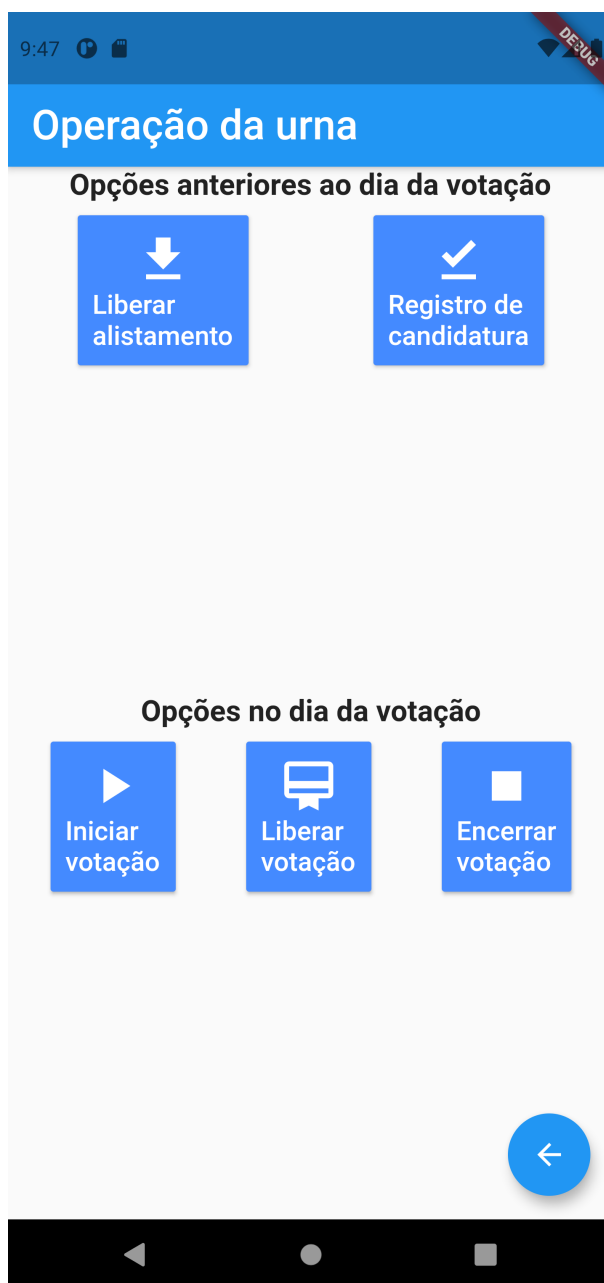 9:47
DEBUG
Operação da urna
Opções anteriores ao dia da votação
Liberar
alistamento
Registro de
candidatura
Opções no dia da votação
Iniciar
votação
Liberar
votação
Encerrar
votação